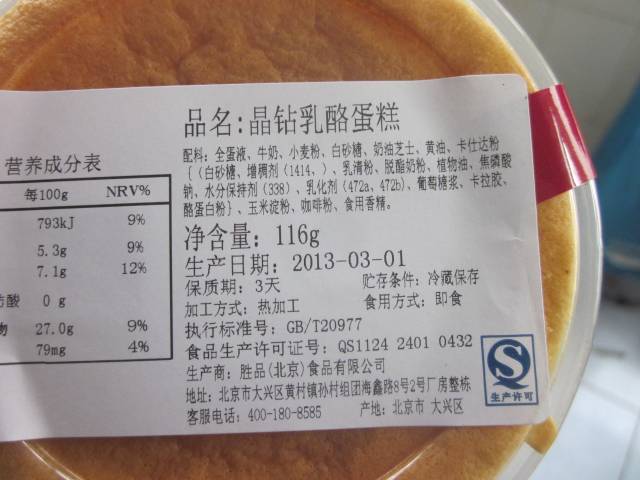 营养成分表
每100g NRV%
793kJ 9%
5.3g 9%
7.1g 12%
肪酸 0 g
物 27.0g 9%
79mg 4%
品名:晶钻乳酪蛋糕
配料: 全蛋液、牛奶、小麦粉、白砂糖、奶油芝士、黄油、卡仕达粉
{(白砂糖、增稠剂(1414,)、乳清粉、脱酯奶粉、植物油、焦磷酸
钠,水分保持剂(338)、乳化剂(472a,472b)、葡萄糖浆、卡拉胶、
酪蛋白粉}、玉米淀粉、咖啡粉、食用香精。
净含量: 116g
生产日期: 2013-03-01
保质期: 3天 贮存条件: 冷藏保存
加工方式: 热加工 食用方式: 即食
执行标准号: GB/T20977
食品生产许可证号: QS1124 2401 0432
生产商: 胜品(北京)食品有限公司
地址: 北京市大兴区黄村镇孙村组团海鑫路8号2号厂房整栋
客服电话: 400-180-8585 产地: 北京市 大兴区
QS
生产许可